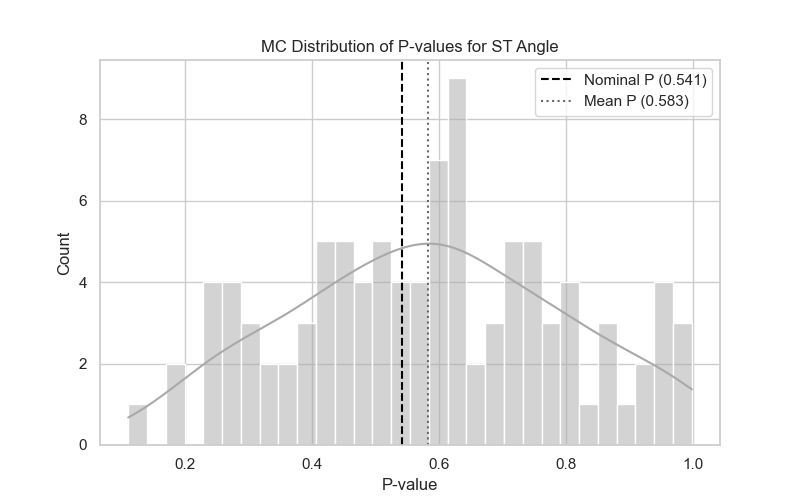 MC Distribution of P-values for ST Angle
Nominal P (0.541)
Mean P (0.583)
8
6
4
2
0
Count
0.2 0.4 0.6 0.8 1.0
P-value